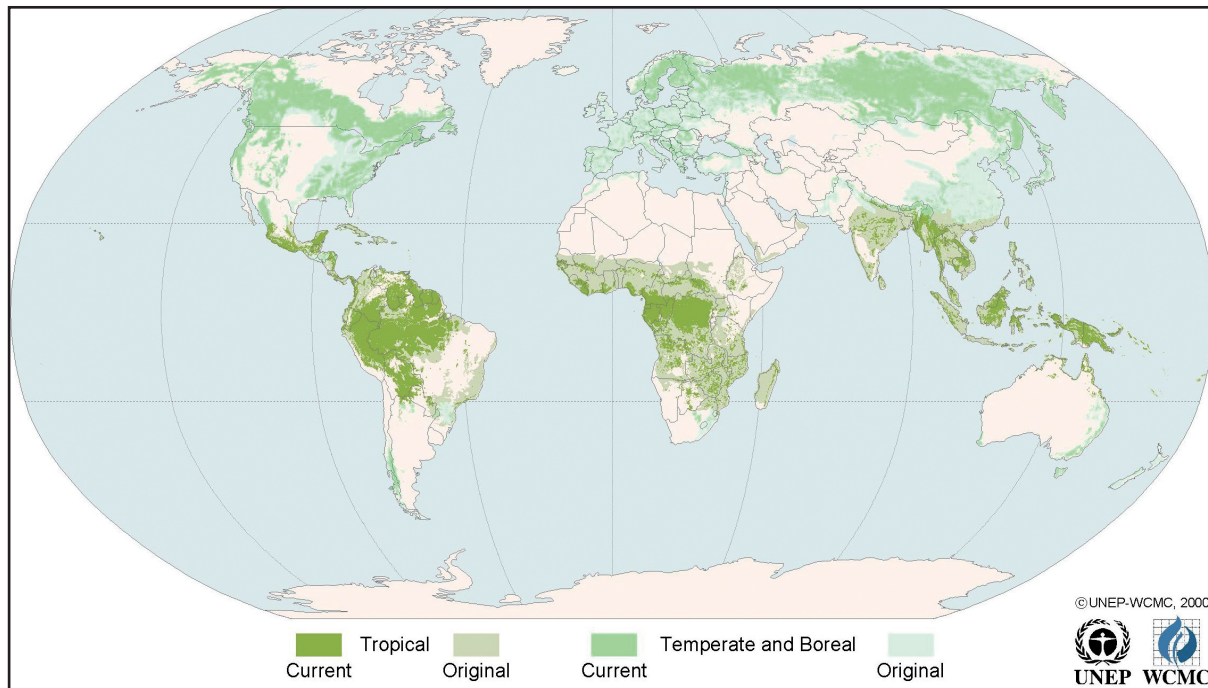 ©UNEP-WCMC, 2000
Tropical
Temperate and Boreal
Current
Original
Current
Original
UNEP WCMC